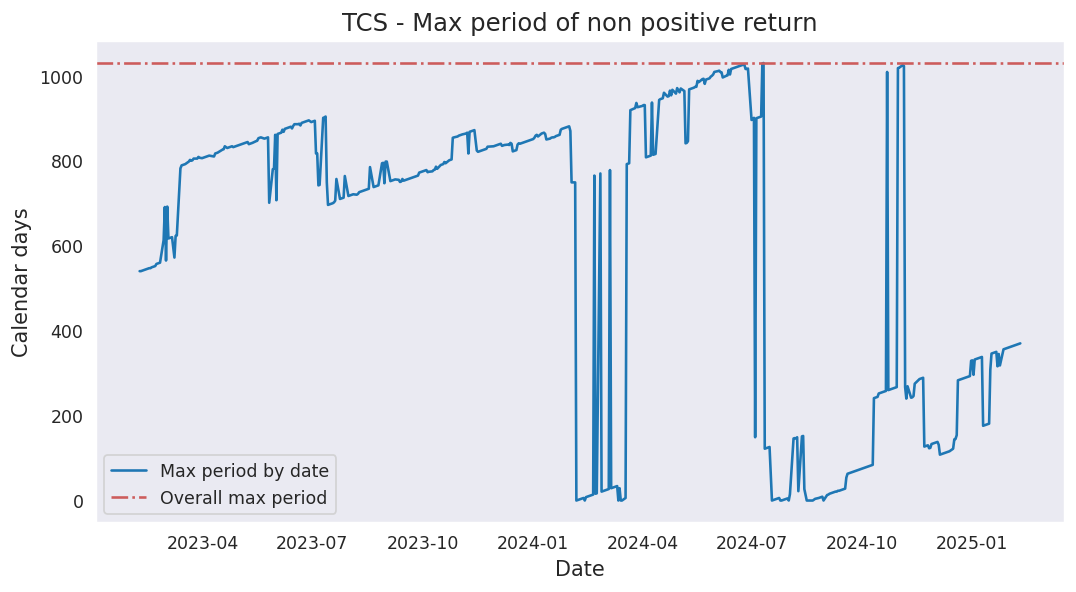 TCS - Max period of non positive return
Calendar days
1000
800
600
400
200
0
Max period by date
Overall max period
2023-04 2023-07 2023-10 2024-01 2024-04 2024-07 2024-10 2025-01
Date